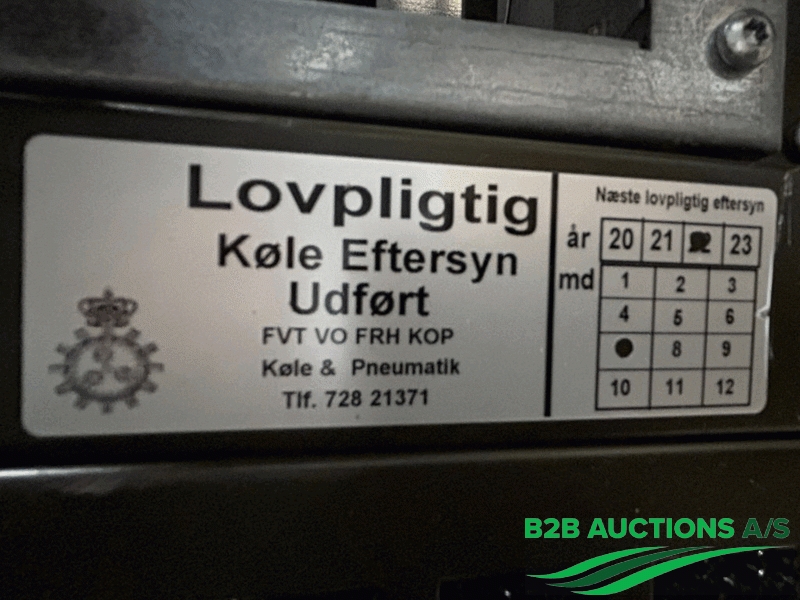 Lovpligtig
Køle Eftersyn
Udført
FVT VO FRH KOP
Køle & Pneumatik
Tlf. 728 21371
Næste lovpligtig eftersyn
år 20 21 23
md 1 2 3
4 5 6
8 9
10 11 12
B2B AUCTIONS A/S